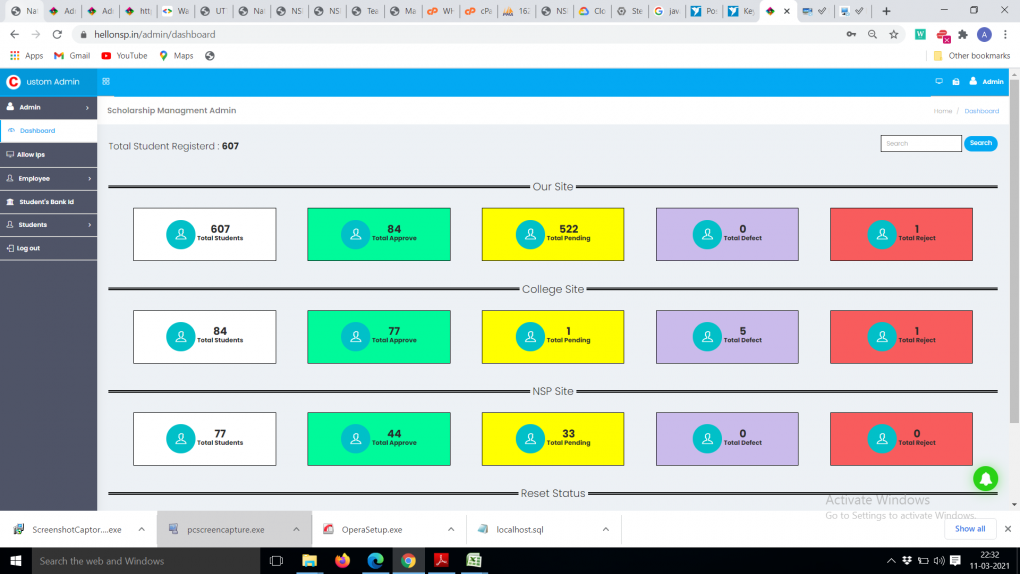 Na
Ad
Ad
htt
Wa
UT
Na
NS
NS
Tea
Ma
WH
cPa
162
NS
Clo
Ste
jav
Po
Key
hellonsp.in/admin/dashboard
A
Apps
Gmail
YouTube
Maps
Other bookmarks
C ustom Admin
Admin
Admin
Scholarship Managment Admin
Home / Dashboard
Dashboard
Allow Ips
Employee
Student's Bank Id
Students
Log out
Total Student Registerd : 607
Search
Search
Our Site
607
Total Students
84
Total Approve
522
Total Pending
0
Total Defect
1
Total Reject
College Site
84
Total Students
77
Total Approve
1
Total Pending
5
Total Defect
1
Total Reject
NSP Site
77
Total Students
44
Total Approve
33
Total Pending
0
Total Defect
0
Total Reject
Reset Status
Activate Windows
Go to Settings to activate Windows.
ScreenshotCaptor....exe
pcscreencapture.exe
OperaSetup.exe
localhost.sql
Show all
Search the web and Windows
22:32
11-03-2021